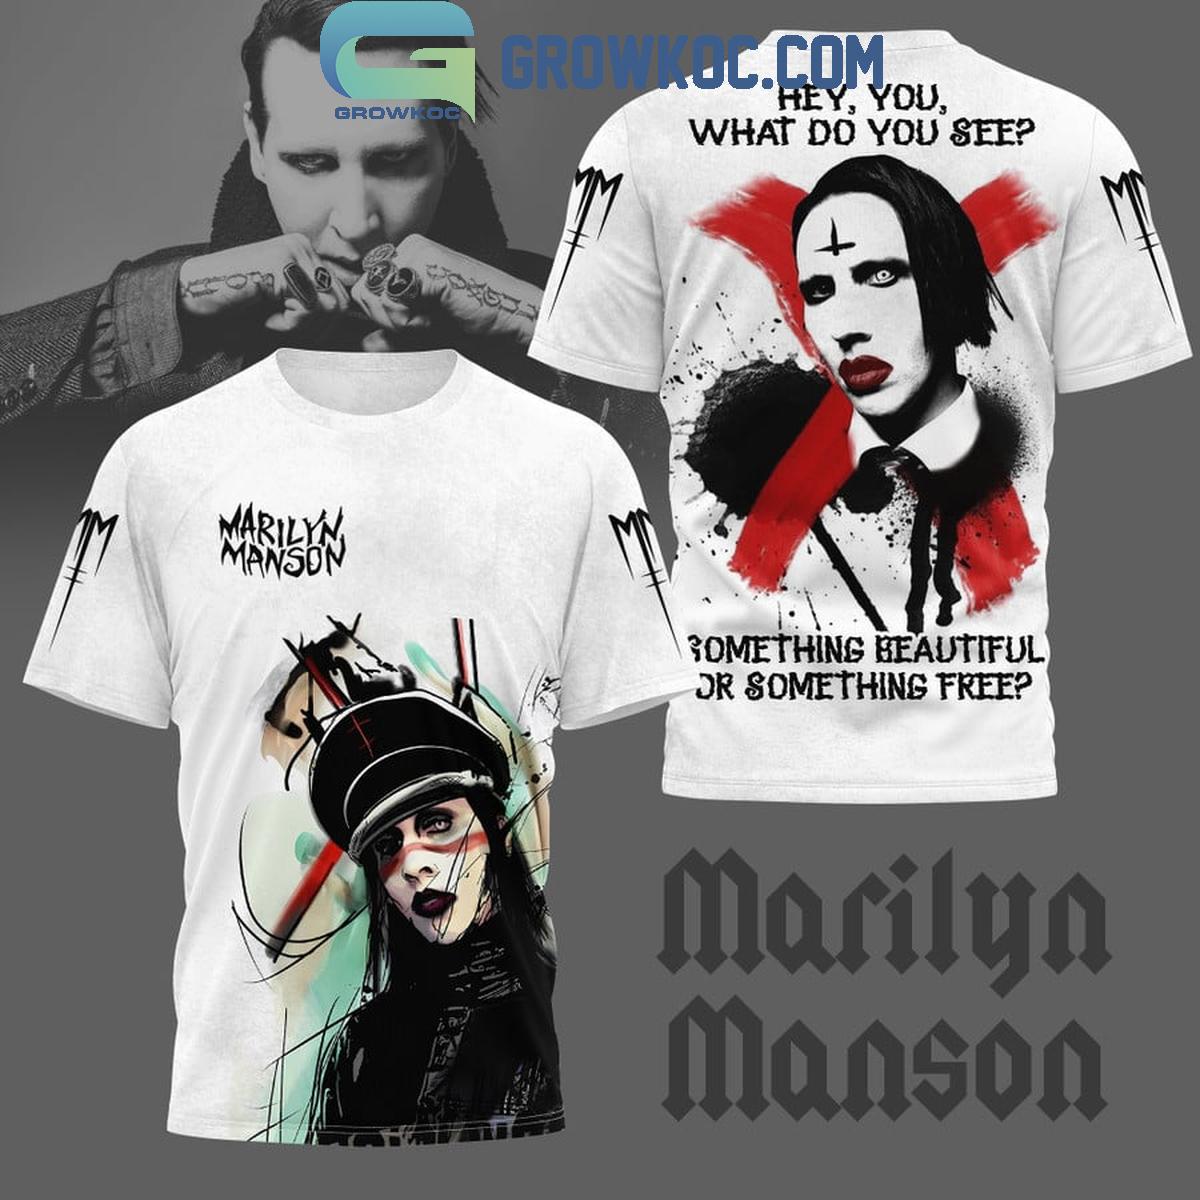 GROWKOC
GROWKOC.COM
HEY, YOU,
WHAT DO YOU SEE?
SOMETHING BEAUTIFUL
OR SOMETHING FREE?
MARILYN
MANSON
Marilyn
Manson